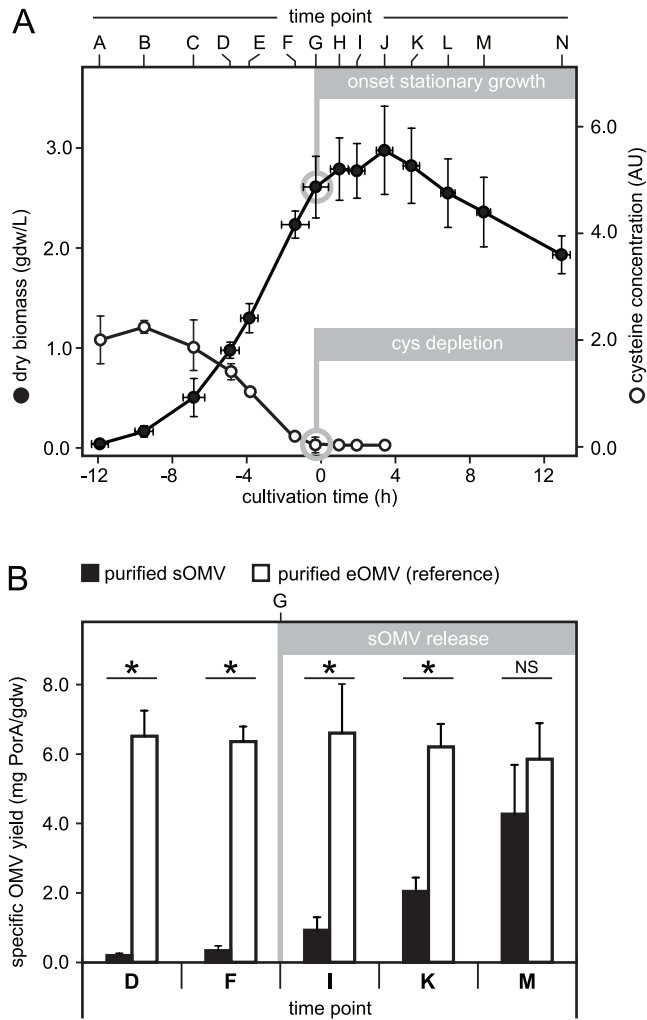 A
time point
A B C D E F G H I J K L M N
onset stationary growth
3.0
2.0
1.0
0.0
dry biomass (gdw/L)
6.0
4.0
2.0
0.0
cysteine concentration (AU)
cys depletion
-12 -8 -4 0 4 8 12
cultivation time (h)
B
purified sOMV purified eOMV (reference)
G
sOMV release
* * * * NS
8.0
6.0
4.0
2.0
0.0
specific OMV yield (mg PorA/gdw)
D F I K M
time point